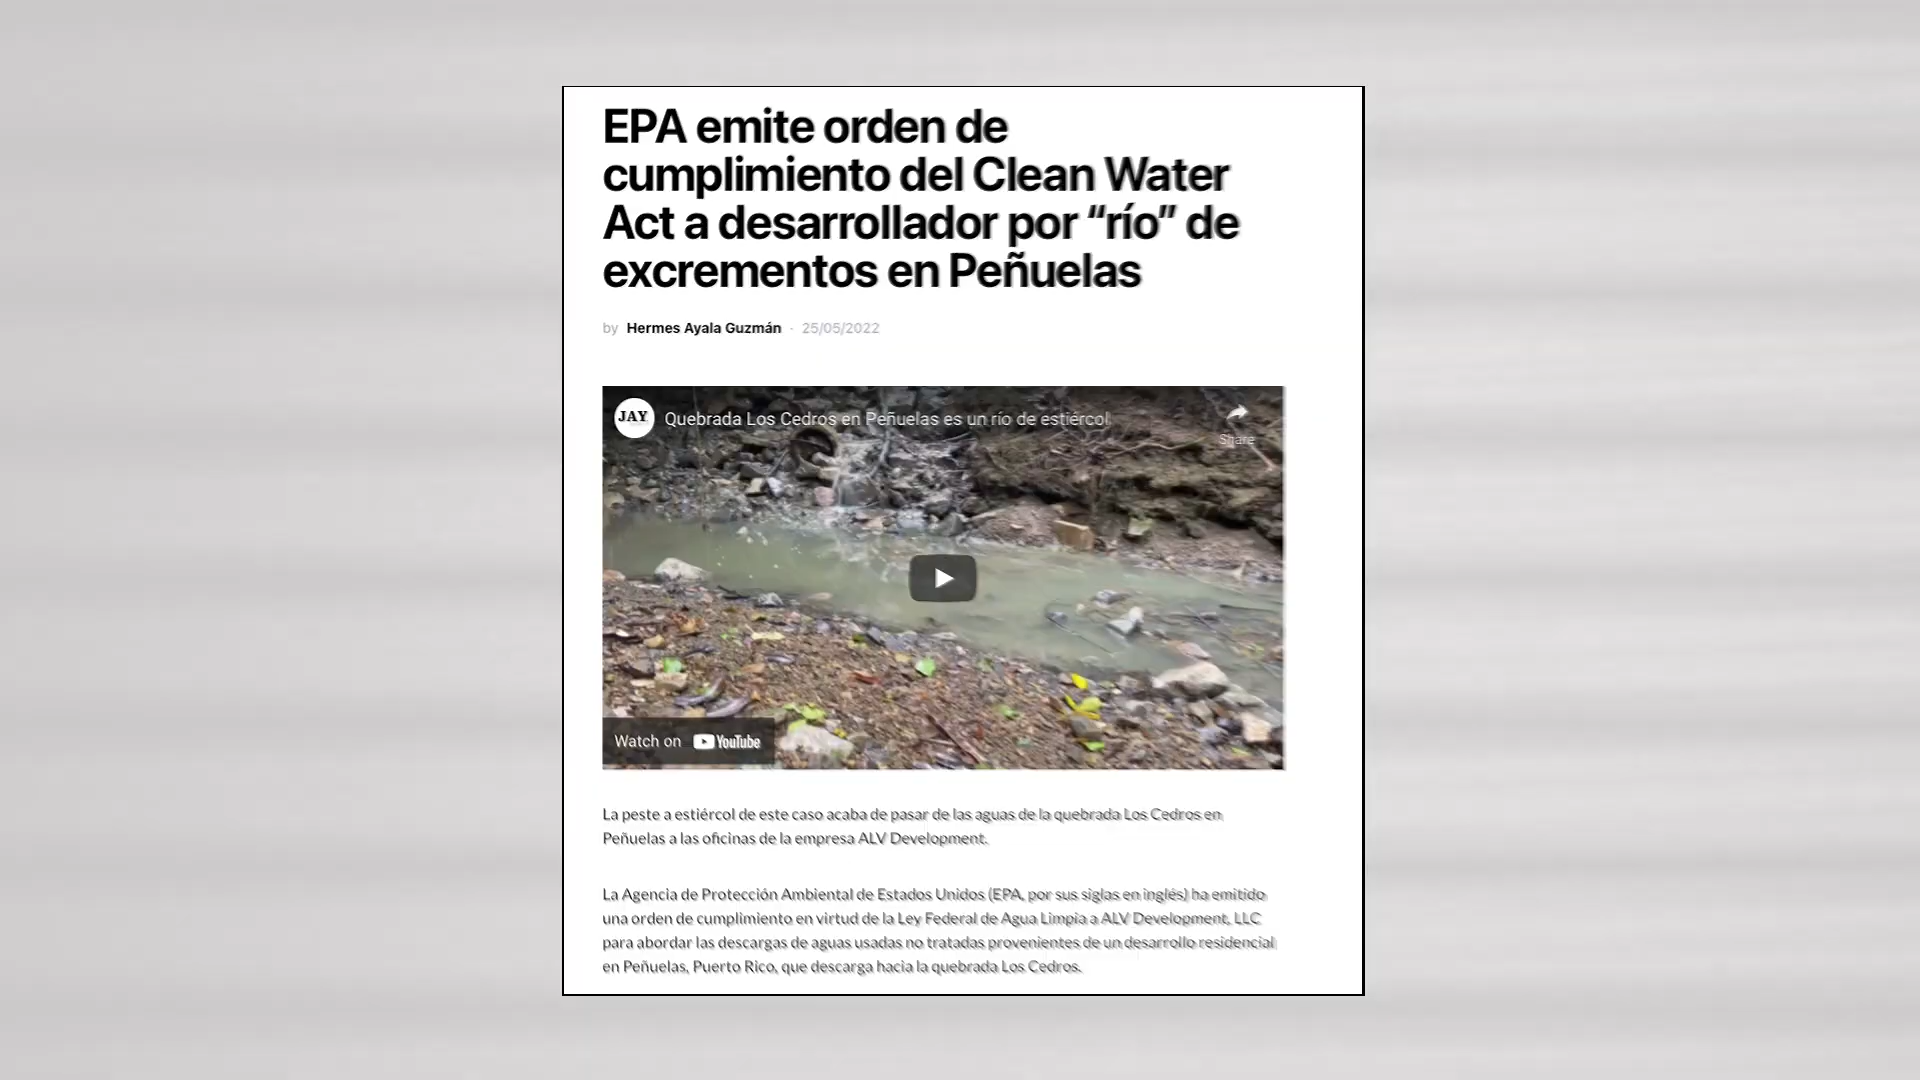 EPA emite orden de
cumplimiento del Clean Water
Act a desarrollador por “río” de
excrementos en Peñuelas
by Hermes Ayala Guzmán · 25/05/2022
JAY Quebrada Los Cedros en Peñuelas es un río de estiércol
Share
Watch on YouTube
La peste a estiércol de este caso acaba de pasar de las aguas de la quebrada Los Cedros en
Peñuelas a las oficinas de la empresa ALV Development.
La Agencia de Protección Ambiental de Estados Unidos (EPA, por sus siglas en inglés) ha emitido
una orden de cumplimiento en virtud de la Ley Federal de Agua Limpia a ALV Development, LLC
para abordar las descargas de aguas usadas no tratadas provenientes de un desarrollo residencial
en Peñuelas, Puerto Rico, que descarga hacia la quebrada Los Cedros.